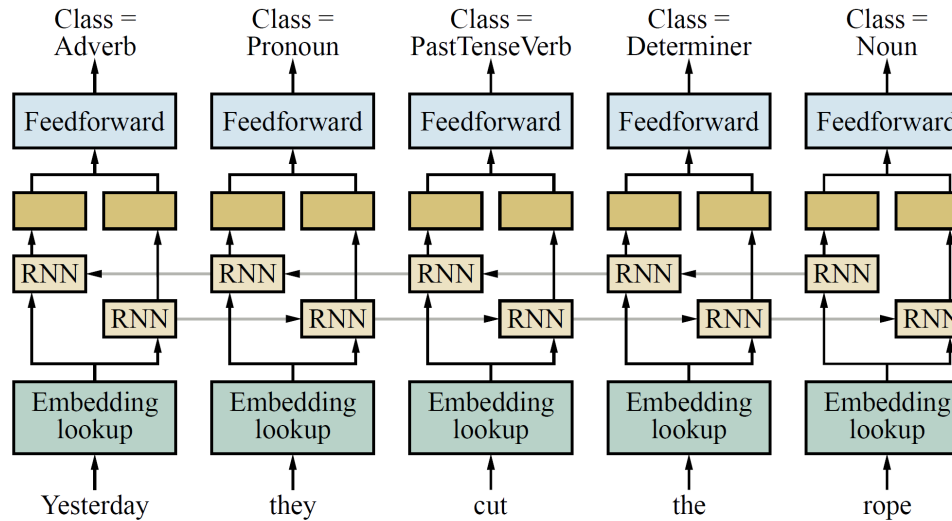 Class = Class = Class = Class = Class =
Adverb Pronoun PastTenseVerb Determiner Noun
Feedforward Feedforward Feedforward Feedforward Feedforward
RNN RNN RNN RNN RNN
RNN RNN RNN RNN RNN
Embedding Embedding Embedding Embedding Embedding
lookup lookup lookup lookup lookup
Yesterday they cut the rope